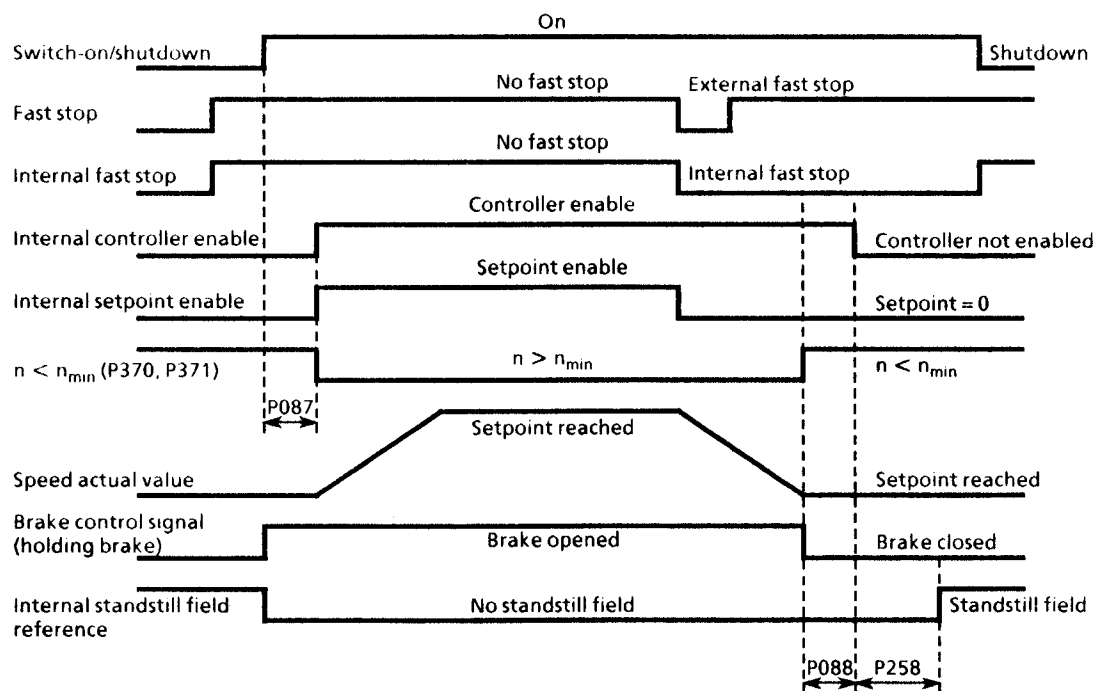 On
Switch-on/shutdown
Shutdown
No fast stop
External fast stop
Fast stop
No fast stop
Internal fast stop
Internal fast stop
Controller enable
Internal controller enable
Controller not enabled
Setpoint enable
Internal setpoint enable
Setpoint = 0
n < nmin (P370, P371)
n > nmin
n < nmin
P087
Setpoint reached
Speed actual value
Setpoint reached
Brake control signal
(holding brake)
Brake opened
Brake closed
Internal standstill field
reference
No standstill field
Standstill field
P088
P258